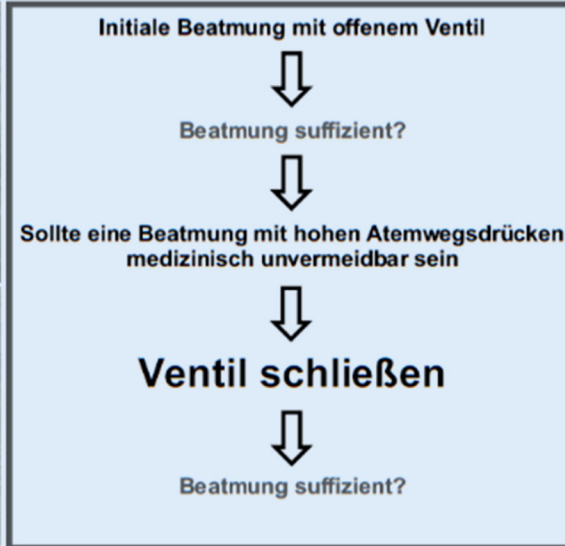 Initiale Beatmung mit offenem Ventil
Beatmung suffizient?
Sollte eine Beatmung mit hohen Atemwegsdrücken
medizinisch unvermeidbar sein
Ventil schließen
Beatmung suffizient?